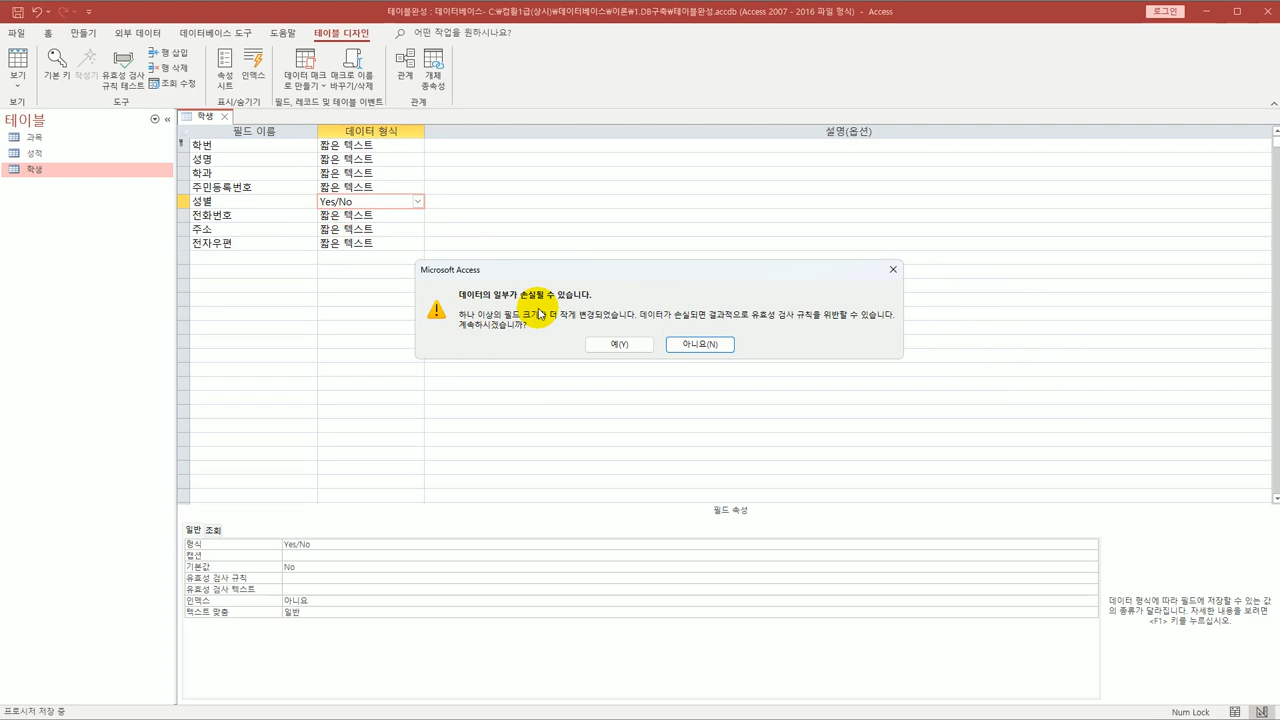 테이블완성 : 데이터베이스- C:₩컴활1급(상시)₩데이터베이스₩이론₩1.DB구축₩테이블완성.accdb (Access 2007 - 2016 파일 형식) - Access
로그인
파일 홈 만들기 외부 데이터 데이터베이스 도구 도움말 테이블 디자인 어떤 작업을 원하시나요?
보기
기본 키
작성기
유효성 검사
규칙 테스트
행 삽입
행 삭제
조회 수정
속성
시트
인덱스
데이터 매크
로 만들기
매크로 이름
바꾸기/삭제
관계
개체
종속성
보기 도구 표시/숨기기 필드, 레코드 및 테이블 이벤트 관계
테이블
과목
성적
학생
학생
필드 이름 데이터 형식 설명(옵션)
학번 짧은 텍스트
성명 짧은 텍스트
학과 짧은 텍스트
주민등록번호 짧은 텍스트
성별 Yes/No
전화번호 짧은 텍스트
주소 짧은 텍스트
전자우편 짧은 텍스트
Microsoft Access
데이터의 일부가 손실될 수 있습니다.
하나 이상의 필드 크기 더 작게 변경되었습니다. 데이터가 손실되면 결과적으로 유효성 검사 규칙을 위반할 수 있습니다.
계속하시겠습니까?
예(Y) 아니요(N)
필드 속성
일반 조회
형식 Yes/No
캡션
기본값 No
유효성 검사 규칙
유효성 검사 텍스트
인덱스 아니요
텍스트 맞춤 일반
데이터 형식에 따라 필드에 저장할 수 있는 값
의 종류가 달라집니다. 자세한 내용을 보려면
<F1> 키를 누르십시오.
프로시저 저장 중
Num Lock